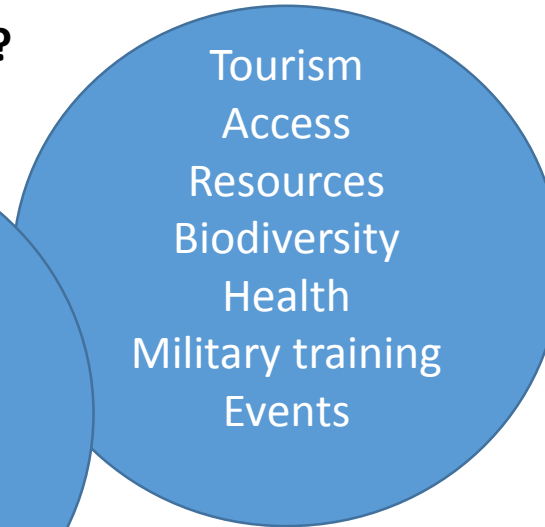 ?
Tourism
Access
Resources
Biodiversity
Health
Military training
Events